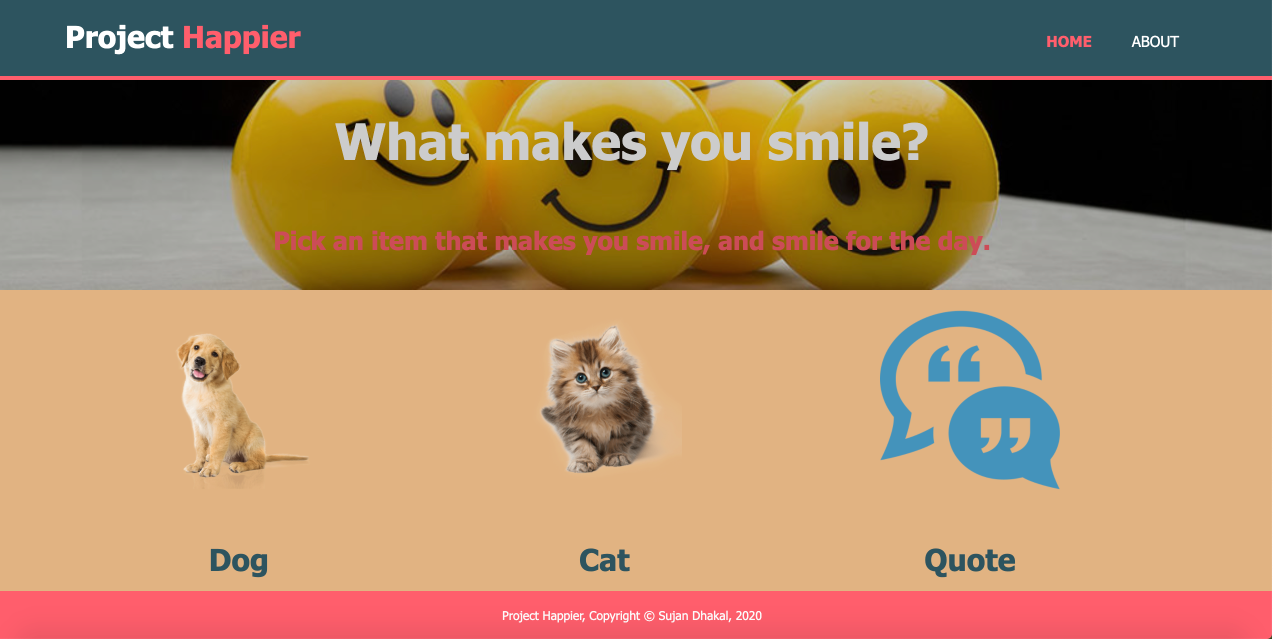 Project Happier
HOME
ABOUT
What makes you smile?
Pick an item that makes you smile, and smile for the day.
Dog
Cat
Quote
Project Happier, Copyright © Sujan Dhakal, 2020